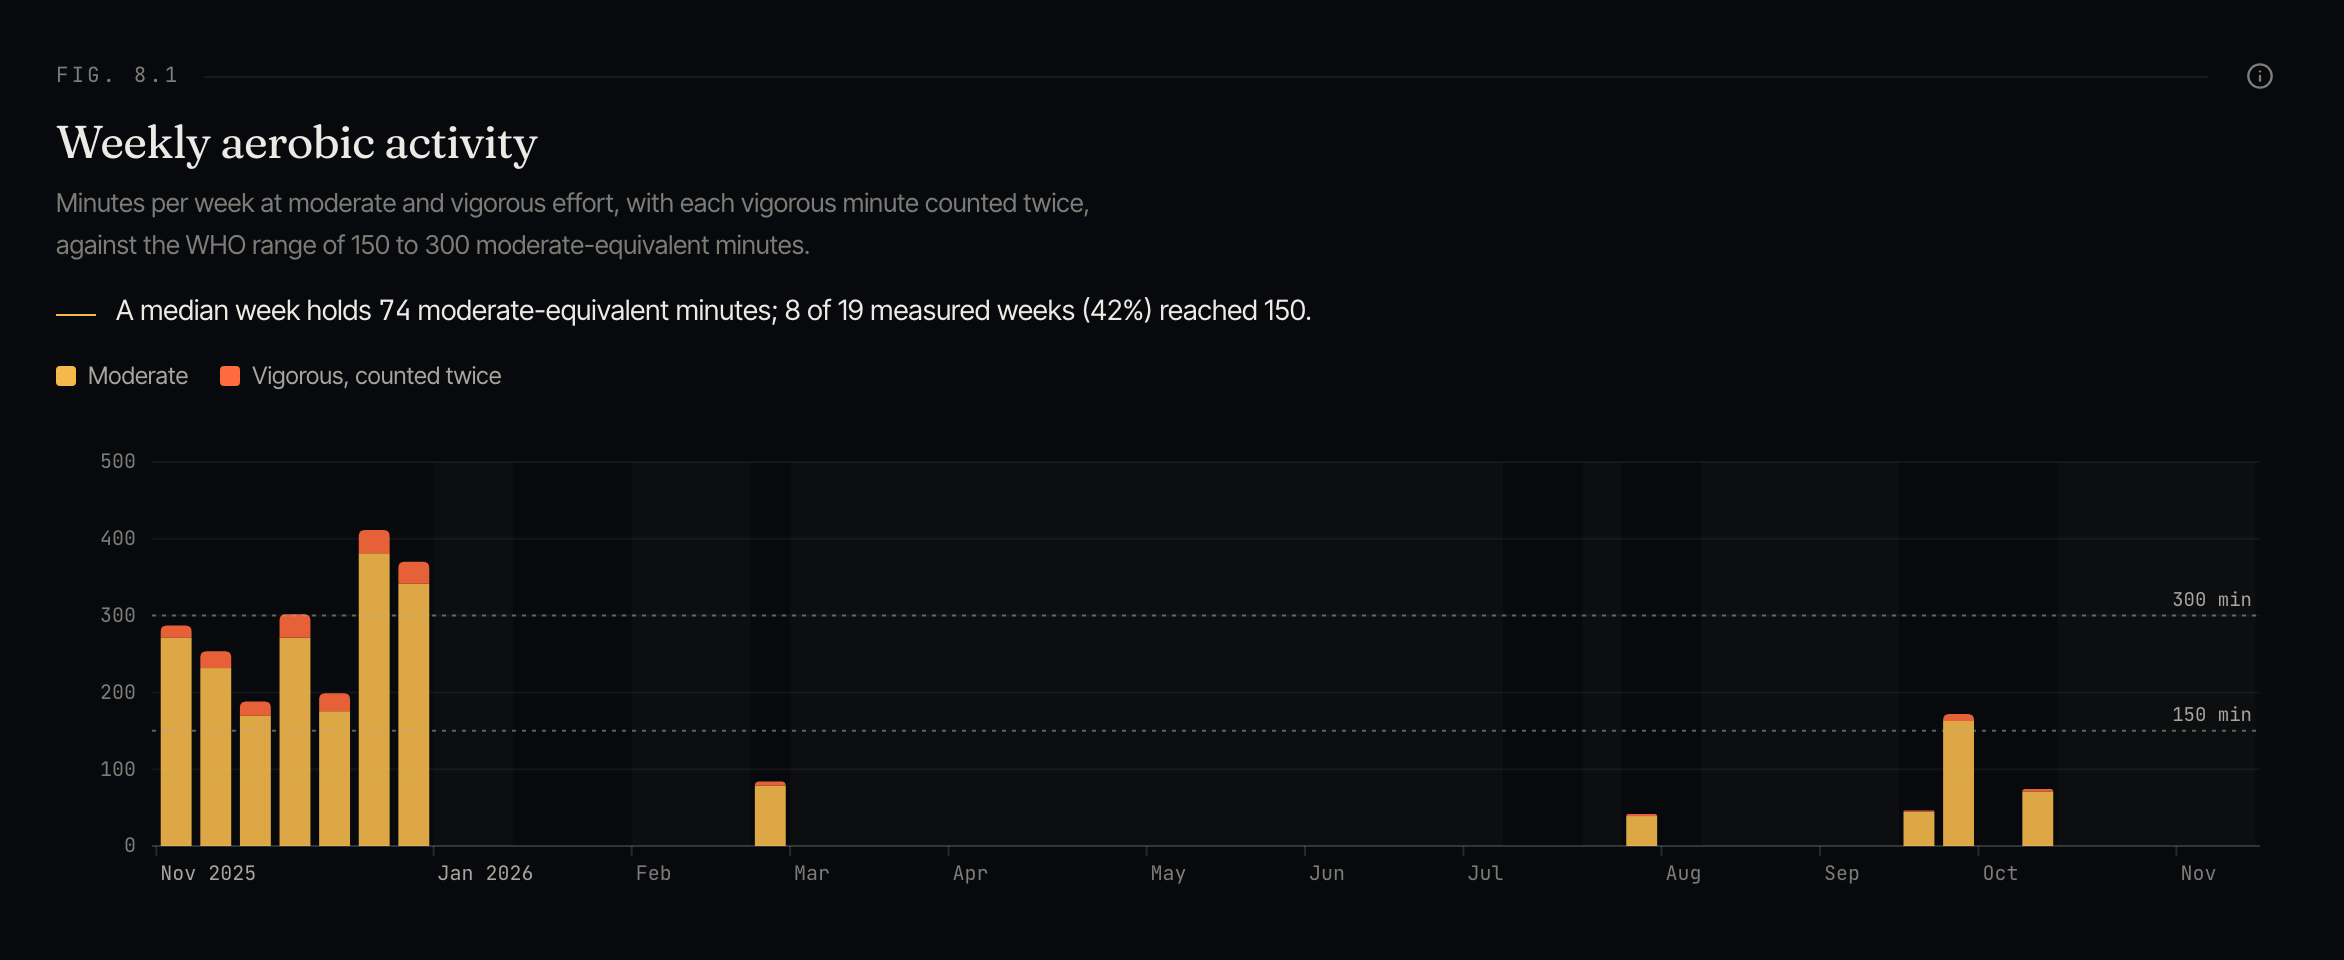 FIG. 8.1
Weekly aerobic activity
Minutes per week at moderate and vigorous effort, with each vigorous minute counted twice,
against the WHO range of 150 to 300 moderate-equivalent minutes.
A median week holds 74 moderate-equivalent minutes; 8 of 19 measured weeks (42%) reached 150.
Moderate Vigorous, counted twice
500
400
300 300 min
200
150 min
100
0
Nov 2025 Jan 2026 Feb Mar Apr May Jun Jul Aug Sep Oct Nov